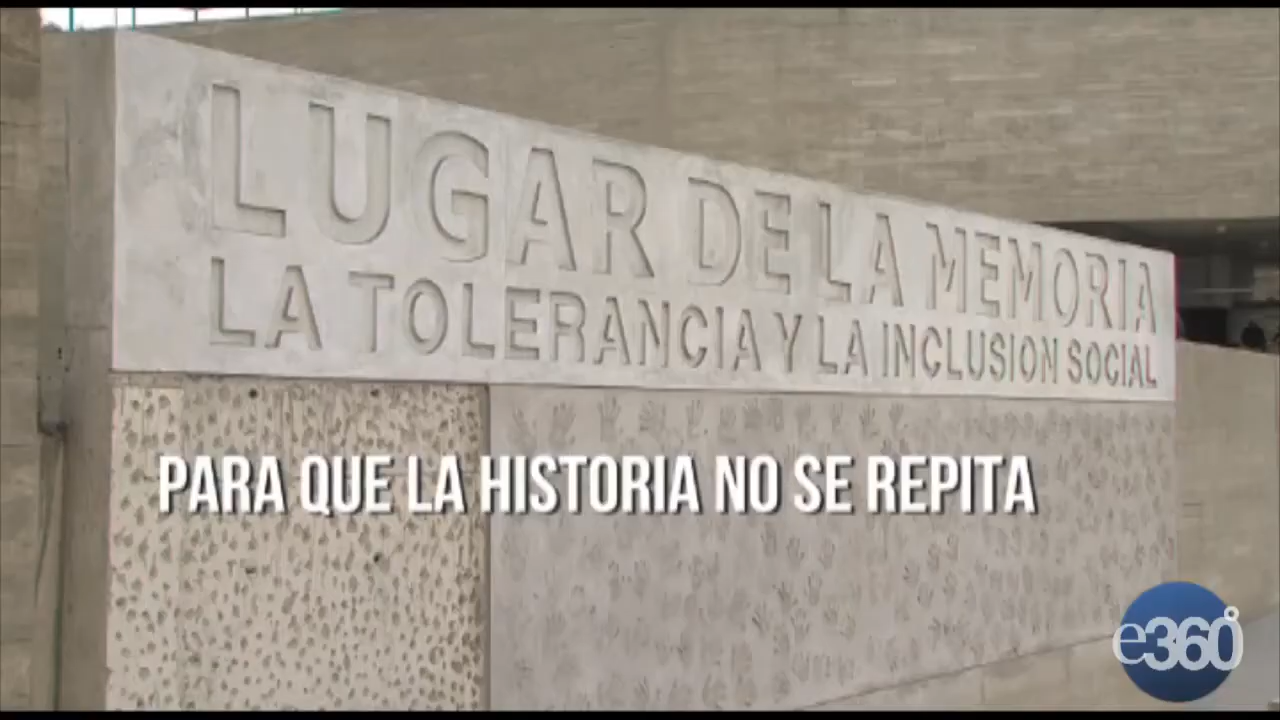 LUGAR DE LA MEMORIA
LA TOLERANCIA Y LA INCLUSION SOCIAL
PARA QUE LA HISTORIA NO SE REPITA
e360°